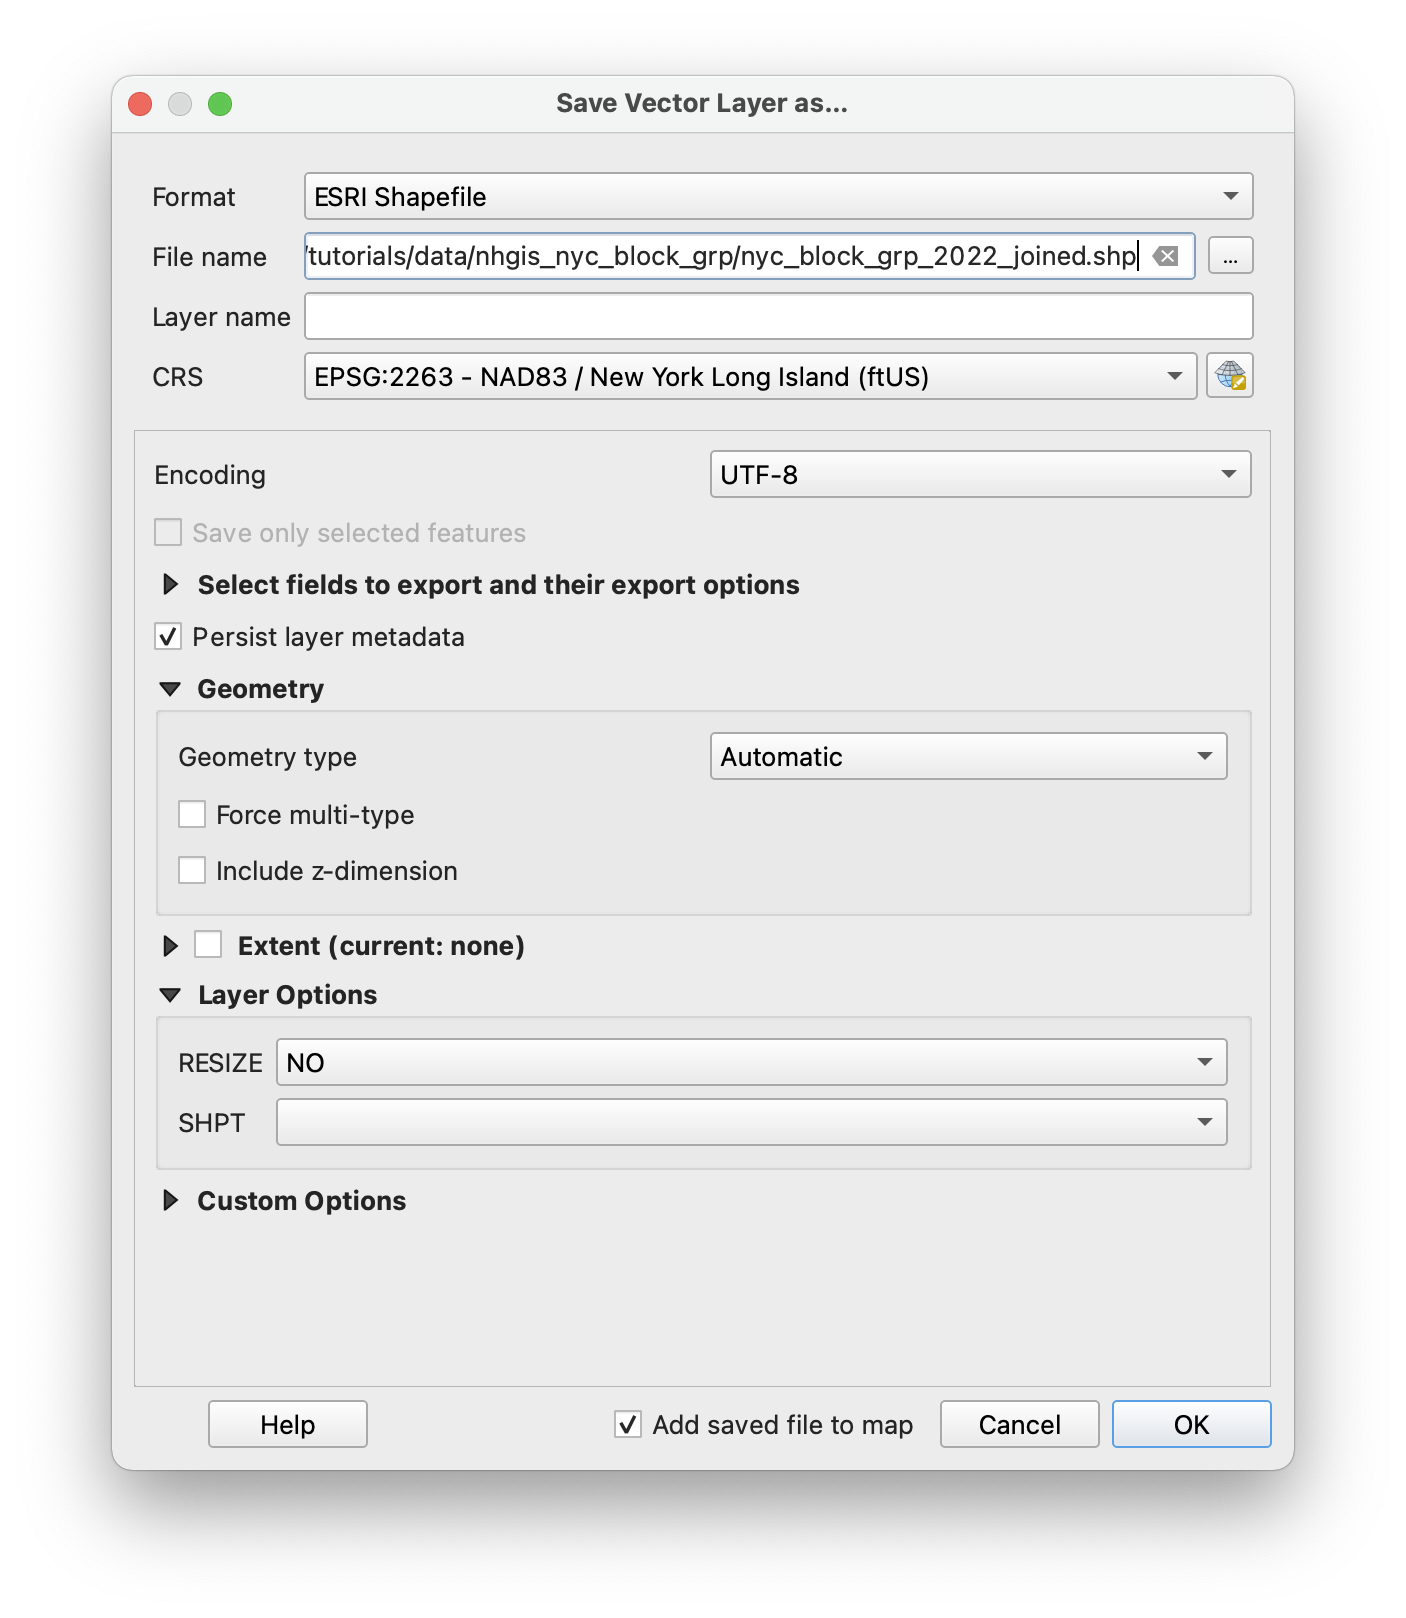 Save Vector Layer as...
Format ESRI Shapefile
File name /tutorials/data/nhgis_nyc_block_grp/nyc_block_grp_2022_joined.shp ...
Layer name
CRS EPSG:2263 - NAD83 / New York Long Island (ftUS)
Encoding UTF-8
Save only selected features
Select fields to export and their export options
Persist layer metadata
Geometry
Geometry type Automatic
Force multi-type
Include z-dimension
Extent (current: none)
Layer Options
RESIZE NO
SHPT
Custom Options
Help Add saved file to map Cancel OK